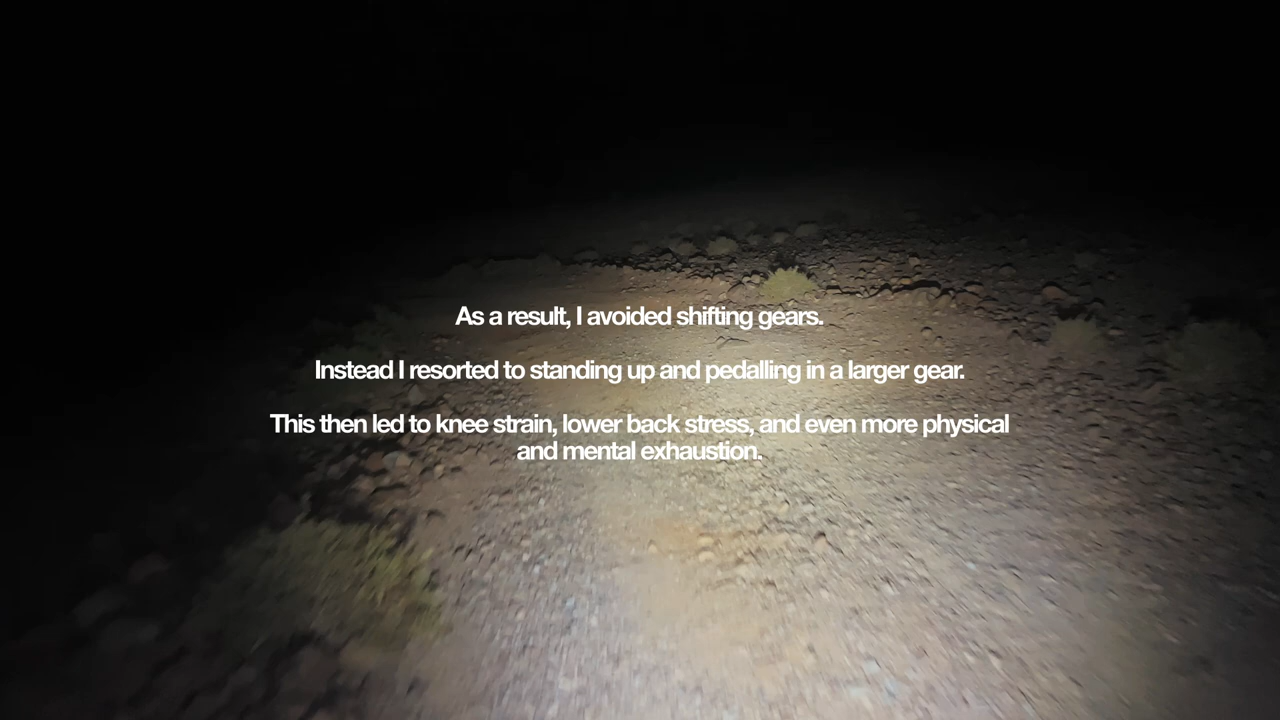 As a result, I avoided shifting gears.
Instead I resorted to standing up and pedalling in a larger gear.
This then led to knee strain, lower back stress, and even more physical
and mental exhaustion.